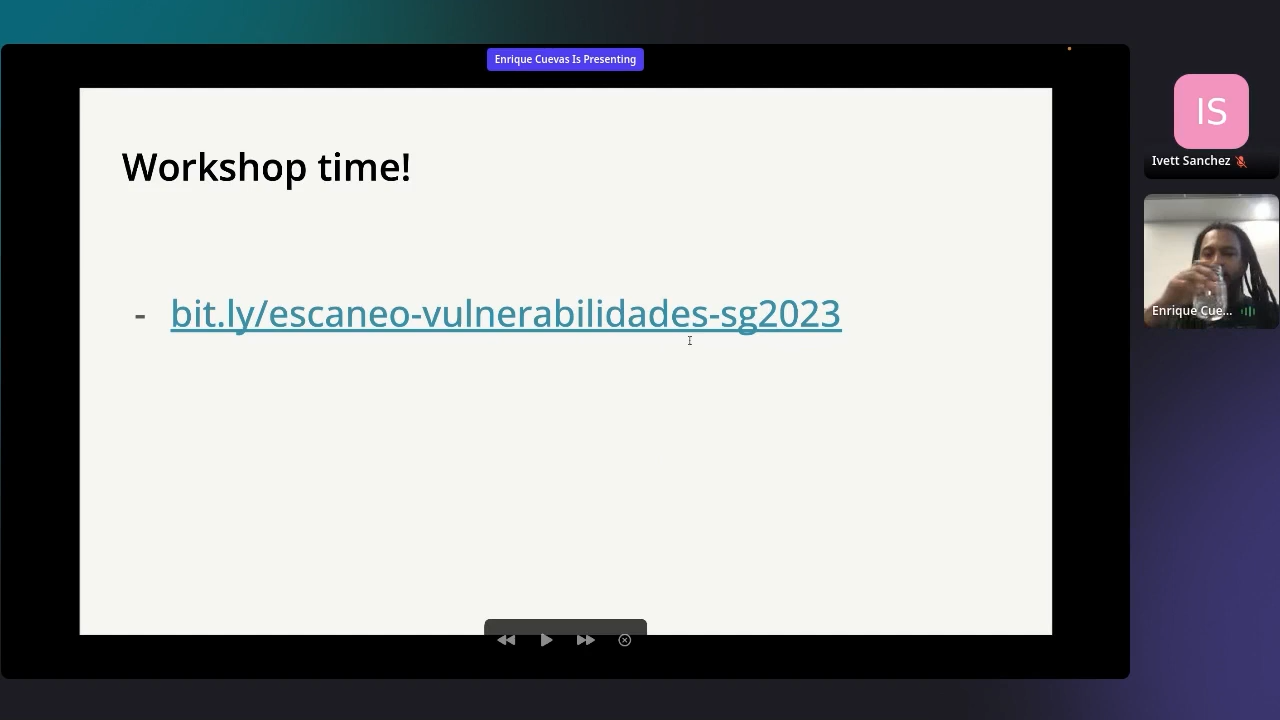 Enrique Cuevas Is Presenting
Workshop time!
- bit.ly/escaneo-vulnerabilidades-sg2023
IS
Ivett Sanchez
Enrique Cue...